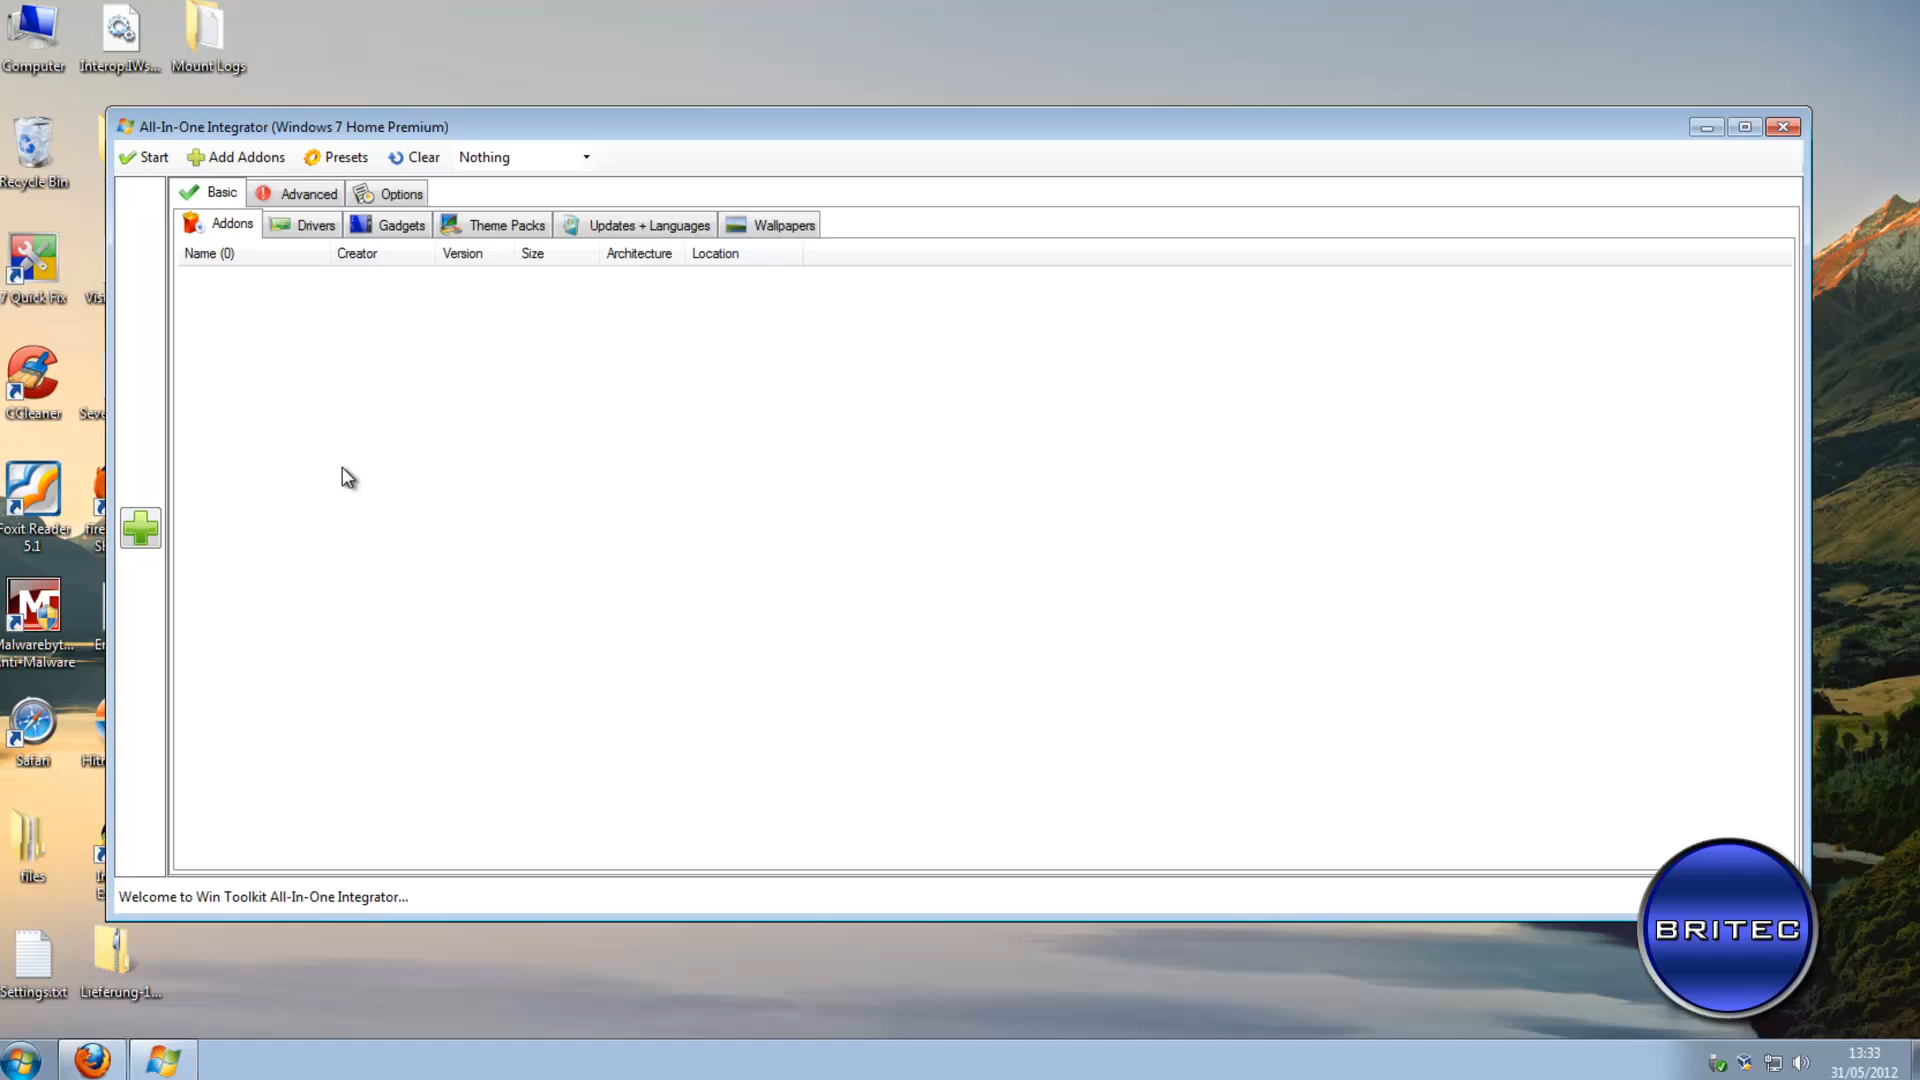 Computer
Interop.IWs...
Mount Logs
All-In-One Integrator (Windows 7 Home Premium)
Start
Add Addons
Presets
Clear
Nothing
Basic
Advanced
Options
Addons
Drivers
Gadgets
Theme Packs
Updates + Languages
Wallpapers
Name (0)
Creator
Version
Size
Architecture
Location
Recycle Bin
7 Quick Fix
CCleaner
Foxit Reader
5.1
Malwarebyt...
Anti-Malware
Safari
files
Settings.txt
Lieferung-1...
Welcome to Win Toolkit All-In-One Integrator...
BRITEC
13:33
31/05/2012